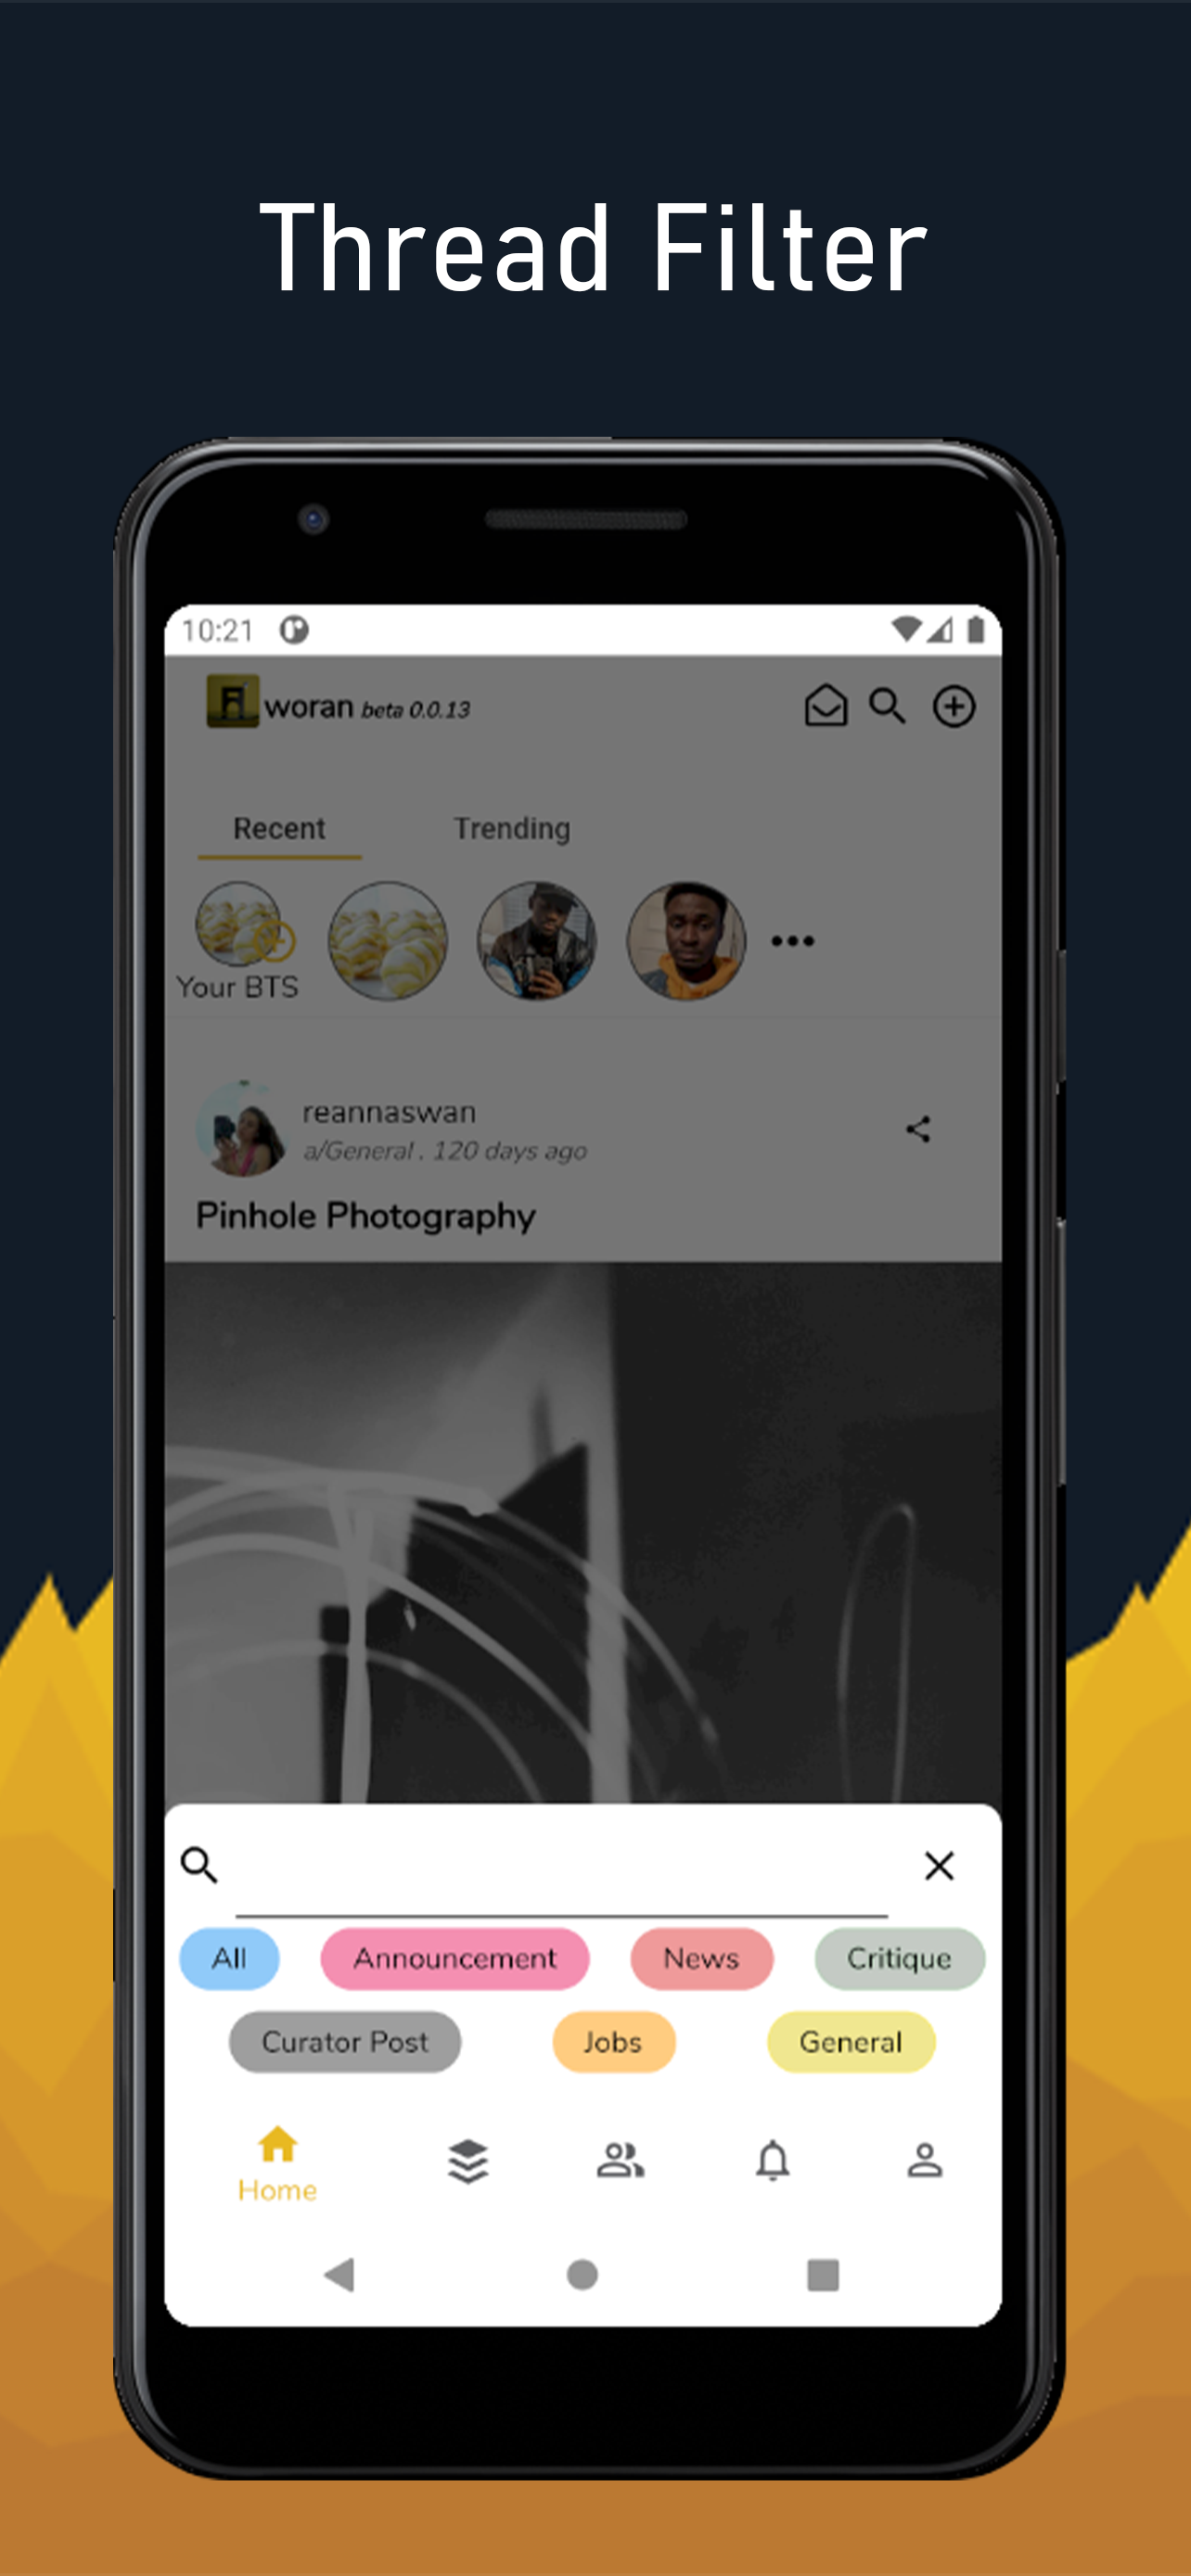 Thread Filter
10:21
woran beta 0.0.13
Recent Trending
Your BTS
reannaswan
a/General . 120 days ago
Pinhole Photography
All Announcement News Critique
Curator Post Jobs General
Home